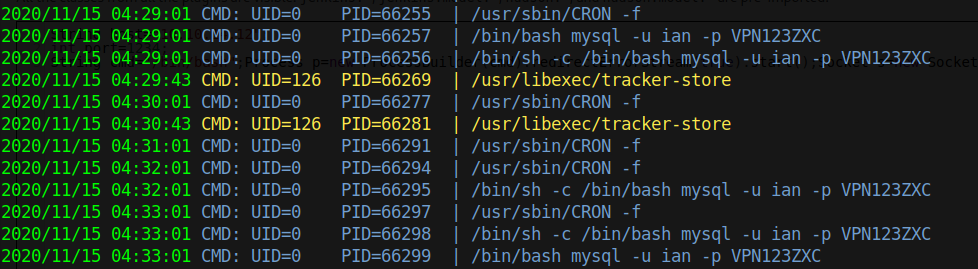 2020/11/15 04:29:01 CMD: UID=0    PID=66255  | /usr/sbin/CRON -f
2020/11/15 04:29:01 CMD: UID=0    PID=66257  | /bin/bash mysql -u ian -p VPN123ZXC
2020/11/15 04:29:01 CMD: UID=0    PID=66256  | /bin/sh -c /bin/bash mysql -u ian -p VPN123ZXC
2020/11/15 04:29:43 CMD: UID=126  PID=66269  | /usr/libexec/tracker-store
2020/11/15 04:30:01 CMD: UID=0    PID=66277  | /usr/sbin/CRON -f
2020/11/15 04:30:43 CMD: UID=126  PID=66281  | /usr/libexec/tracker-store
2020/11/15 04:31:01 CMD: UID=0    PID=66291  | /usr/sbin/CRON -f
2020/11/15 04:32:01 CMD: UID=0    PID=66294  | /usr/sbin/CRON -f
2020/11/15 04:32:01 CMD: UID=0    PID=66295  | /bin/sh -c /bin/bash mysql -u ian -p VPN123ZXC
2020/11/15 04:33:01 CMD: UID=0    PID=66297  | /usr/sbin/CRON -f
2020/11/15 04:33:01 CMD: UID=0    PID=66298  | /bin/sh -c /bin/bash mysql -u ian -p VPN123ZXC
2020/11/15 04:33:01 CMD: UID=0    PID=66299  | /bin/bash mysql -u ian -p VPN123ZXC